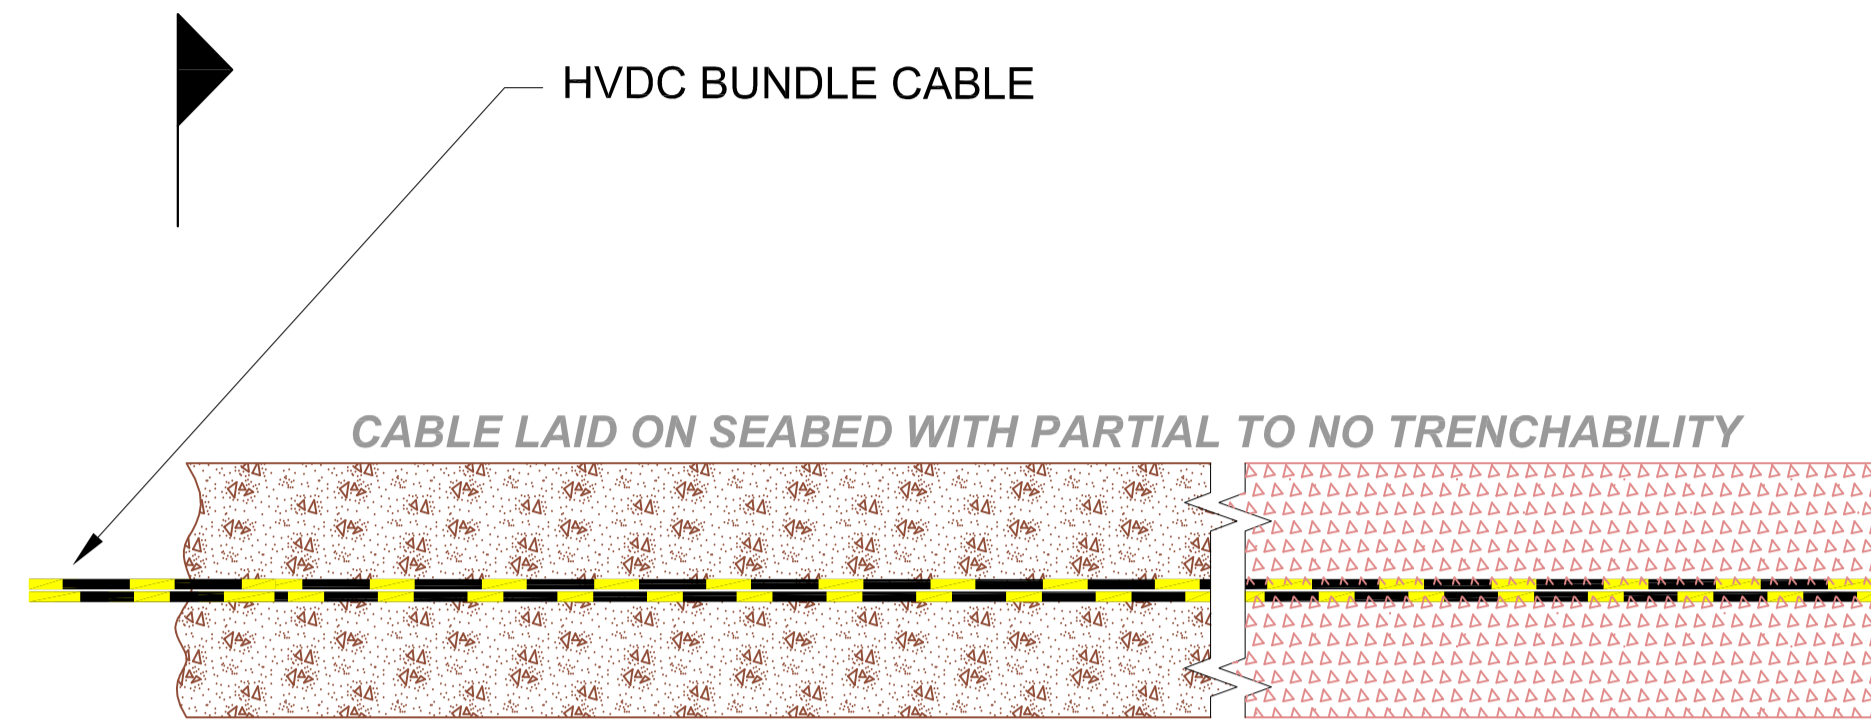 HVDC BUNDLE CABLE
CABLE LAID ON SEABED WITH PARTIAL TO NO TRENCHABILITY